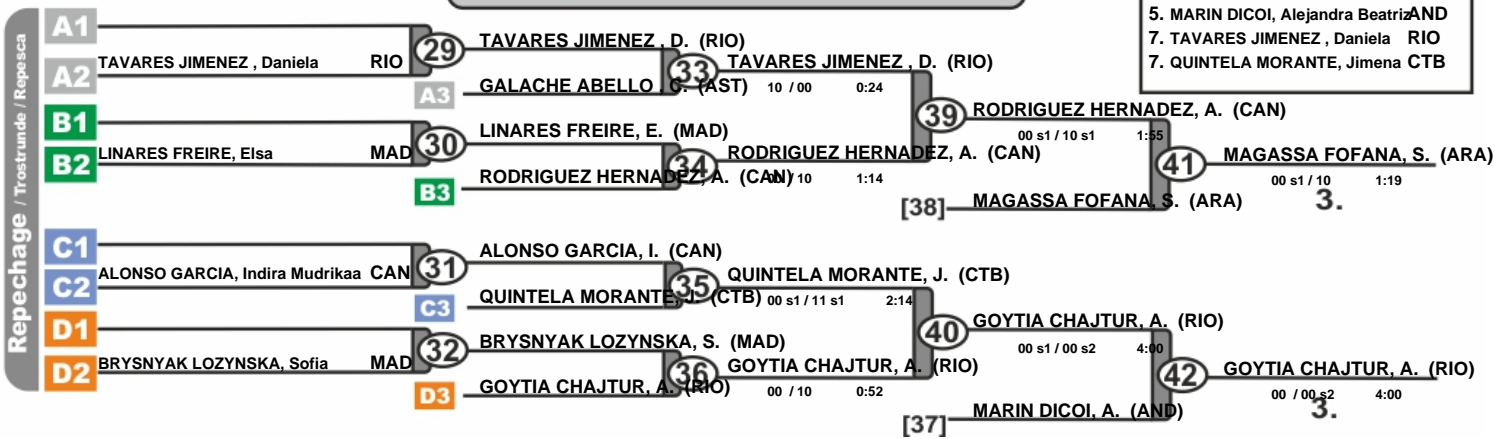 5. MARIN DICOI, Alejandra Beatriz AND
7. TAVARES JIMENEZ , Daniela RIO
7. QUINTELA MORANTE, Jimena CTB
Repechage / Trostrunde / Repesca
A1
A2 TAVARES JIMENEZ , Daniela RIO
29 TAVARES JIMENEZ , D. (RIO)
A3 GALACHE ABELLO , C. (AST)
33 TAVARES JIMENEZ , D. (RIO)
10 / 00 0:24
B1
B2 LINARES FREIRE, Elsa MAD
30 LINARES FREIRE, E. (MAD)
B3 RODRIGUEZ HERNADEZ, A. (CAN)
34 RODRIGUEZ HERNADEZ, A. (CAN)
/ 10 1:14
39 RODRIGUEZ HERNADEZ, A. (CAN)
00 s1 / 10 s1 1:55
[38] MAGASSA FOFANA, S. (ARA)
41 MAGASSA FOFANA, S. (ARA)
00 s1 / 10 1:19
3.
C1
C2 ALONSO GARCIA, Indira Mudrikaa CAN
31 ALONSO GARCIA, I. (CAN)
C3 QUINTELA MORANTE, J. (CTB)
35 QUINTELA MORANTE, J. (CTB)
00 s1 / 11 s1 2:14
D1
D2 BRYSNYAK LOZYNSKA, Sofia MAD
32 BRYSNYAK LOZYNSKA, S. (MAD)
D3 GOYTIA CHAJTUR, A. (RIO)
36 GOYTIA CHAJTUR, A. (RIO)
00 / 10 0:52
40 GOYTIA CHAJTUR, A. (RIO)
00 s1 / 00 s2 4:00
[37] MARIN DICOI, A. (AND)
42 GOYTIA CHAJTUR, A. (RIO)
00 / 00 s2 4:00
3.